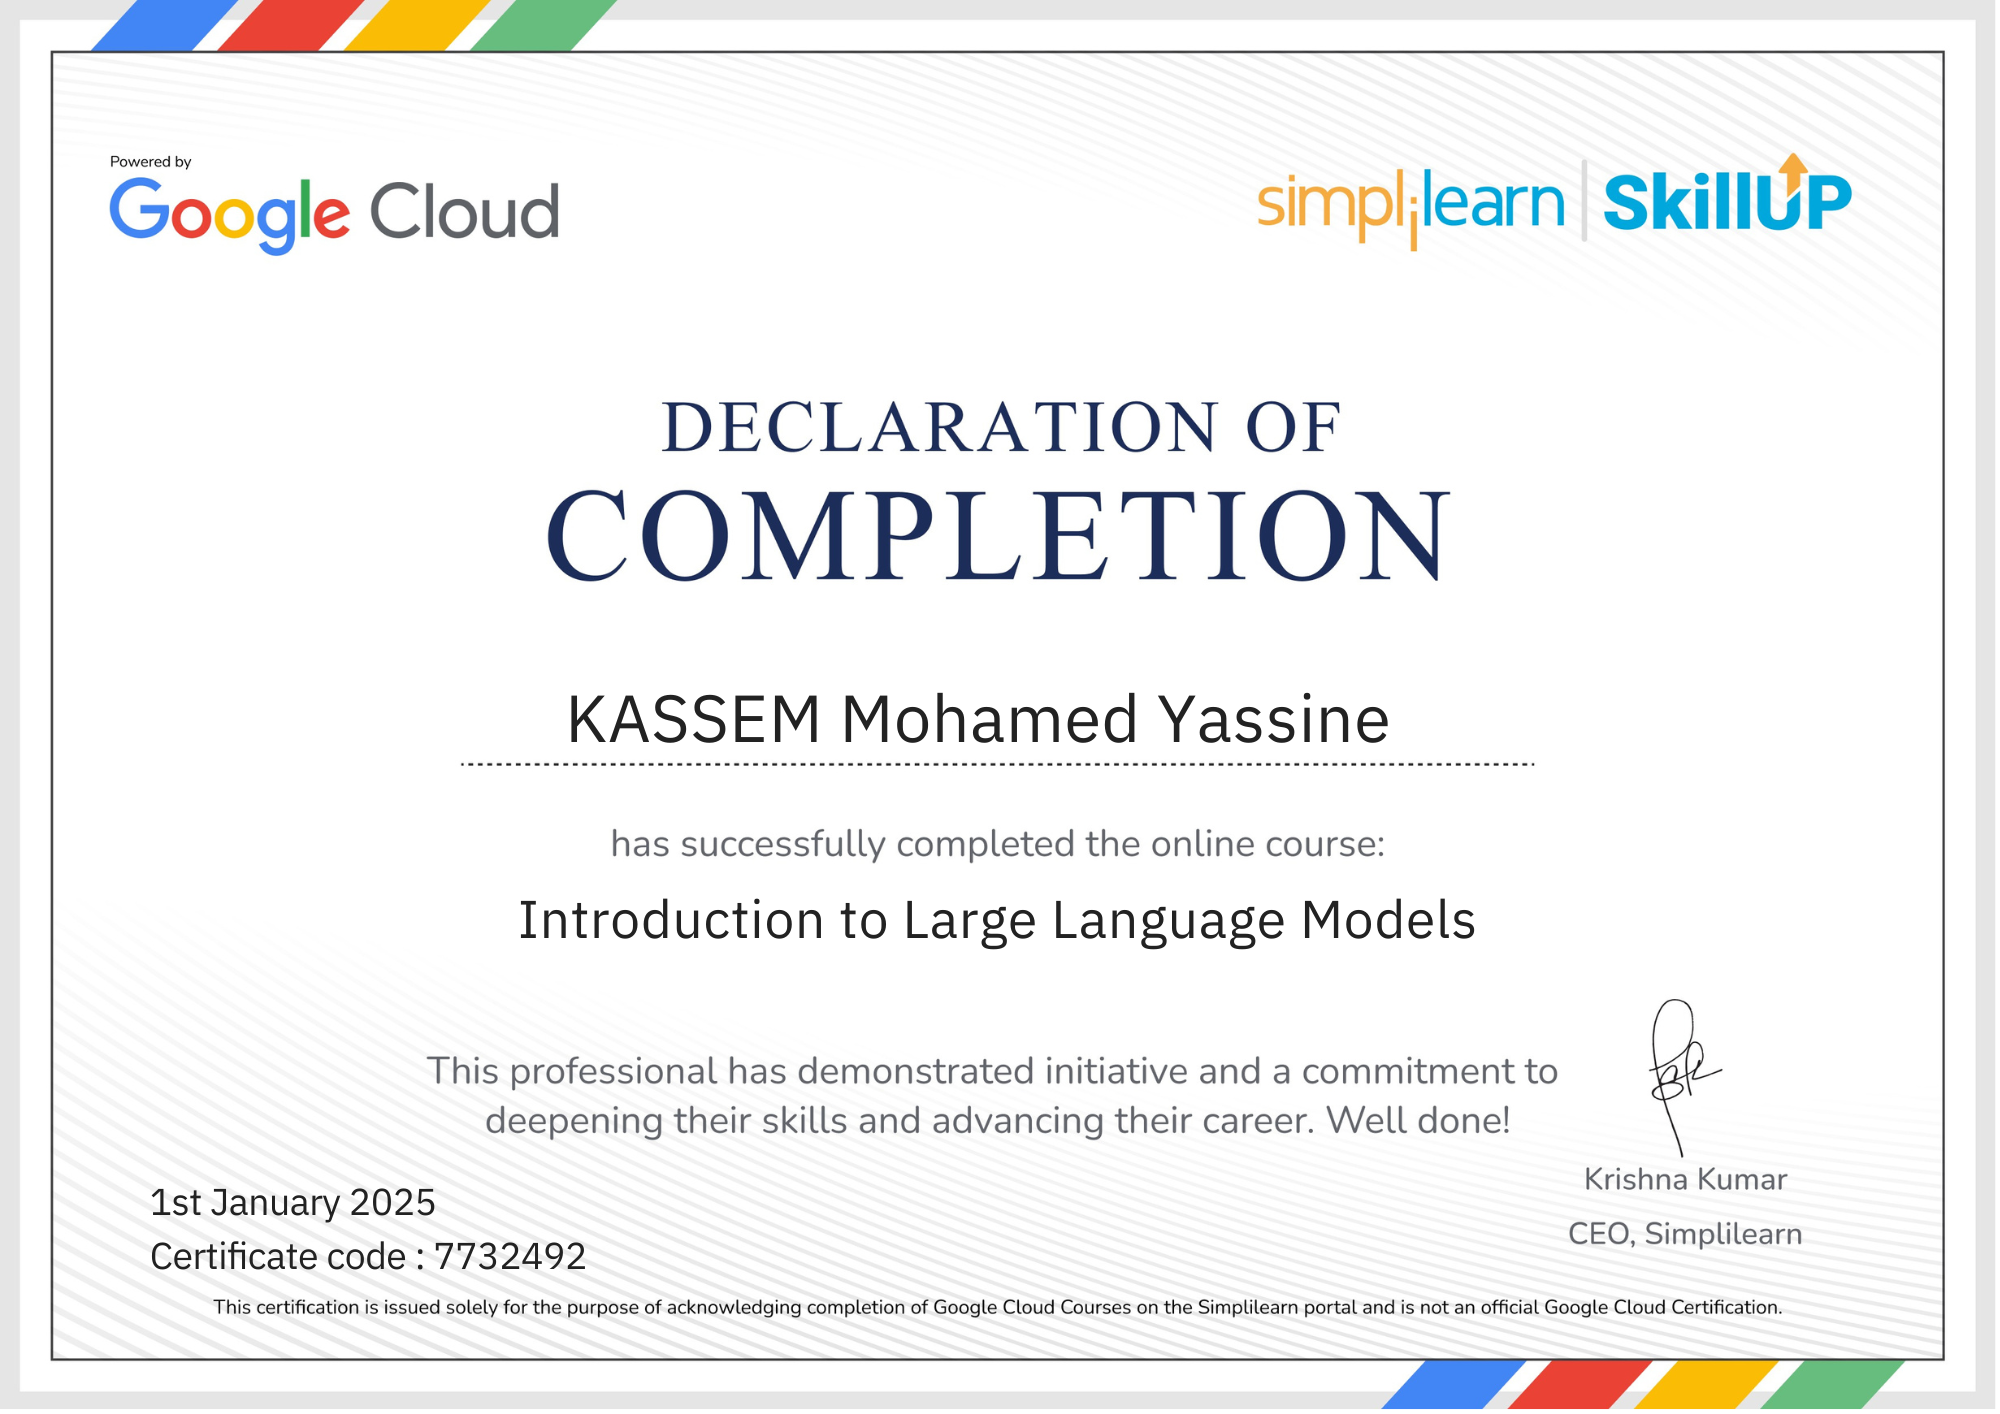 Powered by
Google Cloud
simplilearn | SkillUP
DECLARATION OF
COMPLETION
KASSEM Mohamed Yassine
has successfully completed the online course:
Introduction to Large Language Models
This professional has demonstrated initiative and a commitment to
deepening their skills and advancing their career. Well done!
Krishna Kumar
CEO, Simplilearn
1st January 2025
Certificate code : 7732492
This certification is issued solely for the purpose of acknowledging completion of Google Cloud Courses on the Simplilearn portal and is not an official Google Cloud Certification.